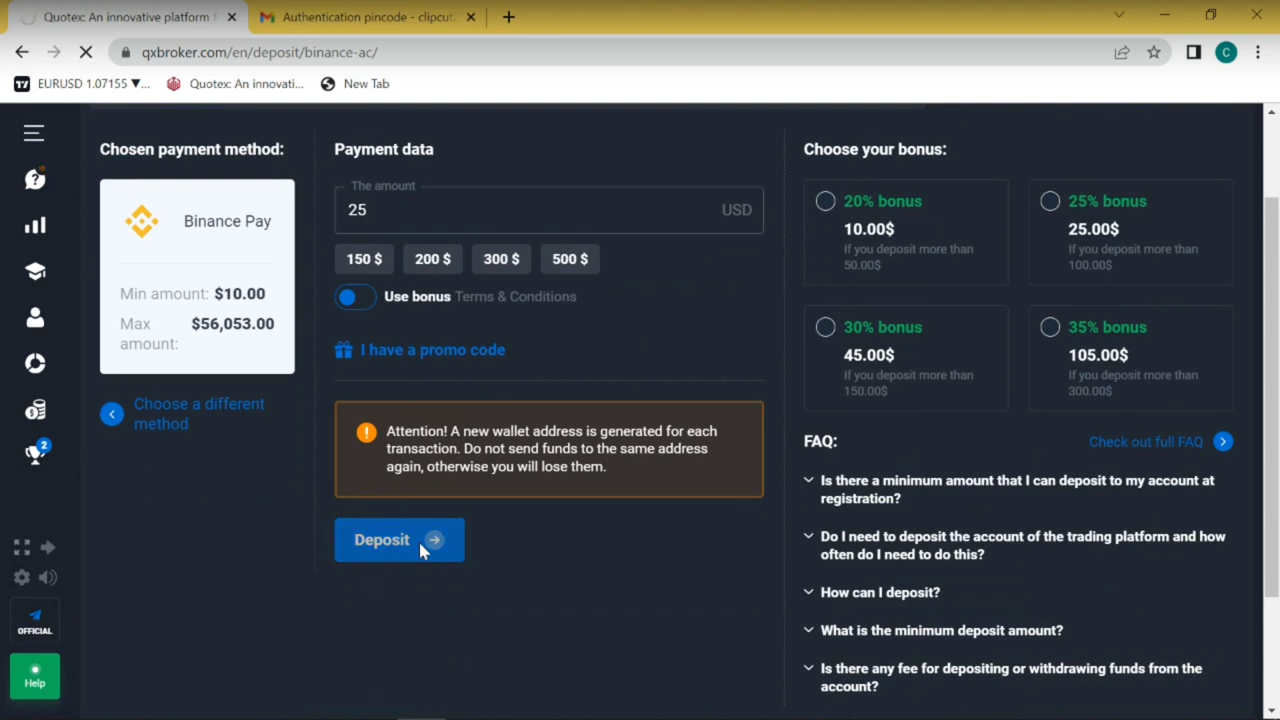 Quotex: An innovative platform f
Authentication pincode - clipcut
qxbroker.com/en/deposit/binance-ac/
C
EURUSD 1.07155 ▼...
Quotex: An innovati...
New Tab
Chosen payment method:
Binance Pay
Min amount: $10.00
Max $56,053.00
amount:
Choose a different
method
Payment data
The amount
25 USD
150 $ 200 $ 300 $ 500 $
Use bonus Terms & Conditions
I have a promo code
Attention! A new wallet address is generated for each
transaction. Do not send funds to the same address
again, otherwise you will lose them.
Deposit
Choose your bonus:
20% bonus
10.00$
If you deposit more than
50.00$
25% bonus
25.00$
If you deposit more than
100.00$
30% bonus
45.00$
If you deposit more than
150.00$
35% bonus
105.00$
If you deposit more than
300.00$
FAQ:
Check out full FAQ
Is there a minimum amount that I can deposit to my account at
registration?
Do I need to deposit the account of the trading platform and how
often do I need to do this?
How can I deposit?
What is the minimum deposit amount?
Is there any fee for depositing or withdrawing funds from the
account?
2
OFFICIAL
Help